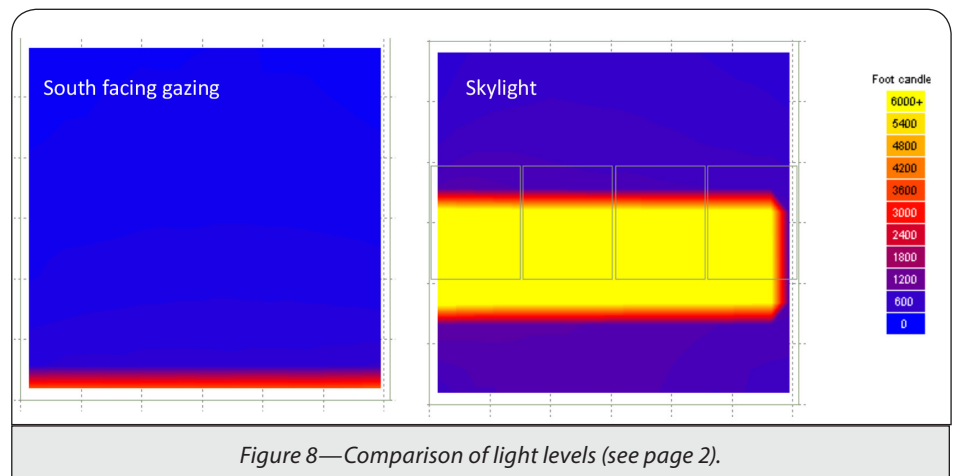 South facing gazing
Skylight
Foot candle
6000+
5400
4800
4200
3600
3000
2400
1800
1200
600
0
Figure 8—Comparison of light levels (see page 2).